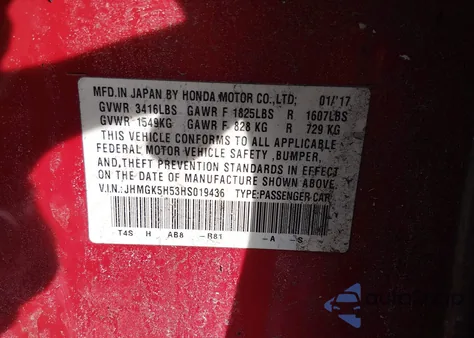 MFD.IN JAPAN BY HONDA MOTOR CO.,LTD; 01/'17
GVWR 3416LBS GAWR F 1825LBS R 1607LBS
GVWR 1549KG GAWR F 828 KG R 729 KG
THIS VEHICLE CONFORMS TO ALL APPLICABLE
FEDERAL MOTOR VEHICLE SAFETY ,BUMPER,
AND,THEFT PREVENTION STANDARDS IN EFFECT
ON THE DATE OF MANUFACTURE SHOWN ABOVE.
V.I.N.: JHMGK5H53HS019436 TYPE:PASSENGER CAR
T4S H AB8 -R81 -A -S